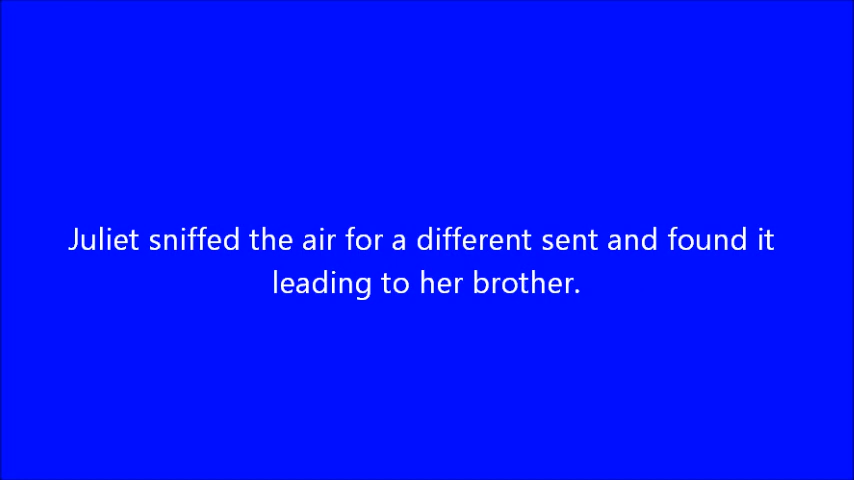 Juliet sniffed the air for a different sent and found it
leading to her brother.